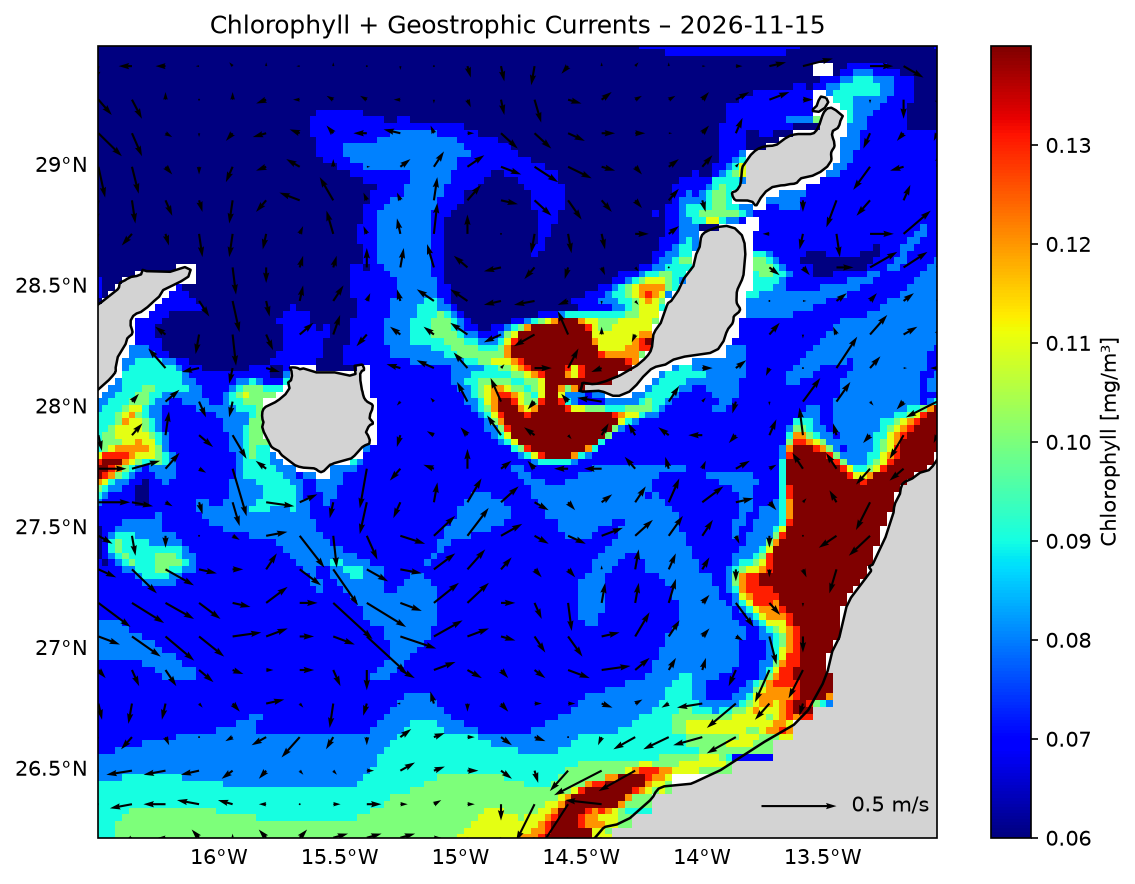 Chlorophyll + Geostrophic Currents – 2026-11-15
29°N
28.5°N
28°N
27.5°N
27°N
26.5°N
16°W
15.5°W
15°W
14.5°W
14°W
13.5°W
0.5 m/s
0.13
0.12
0.11
0.10
0.09
0.08
0.07
0.06
Chlorophyll [mg/m³]